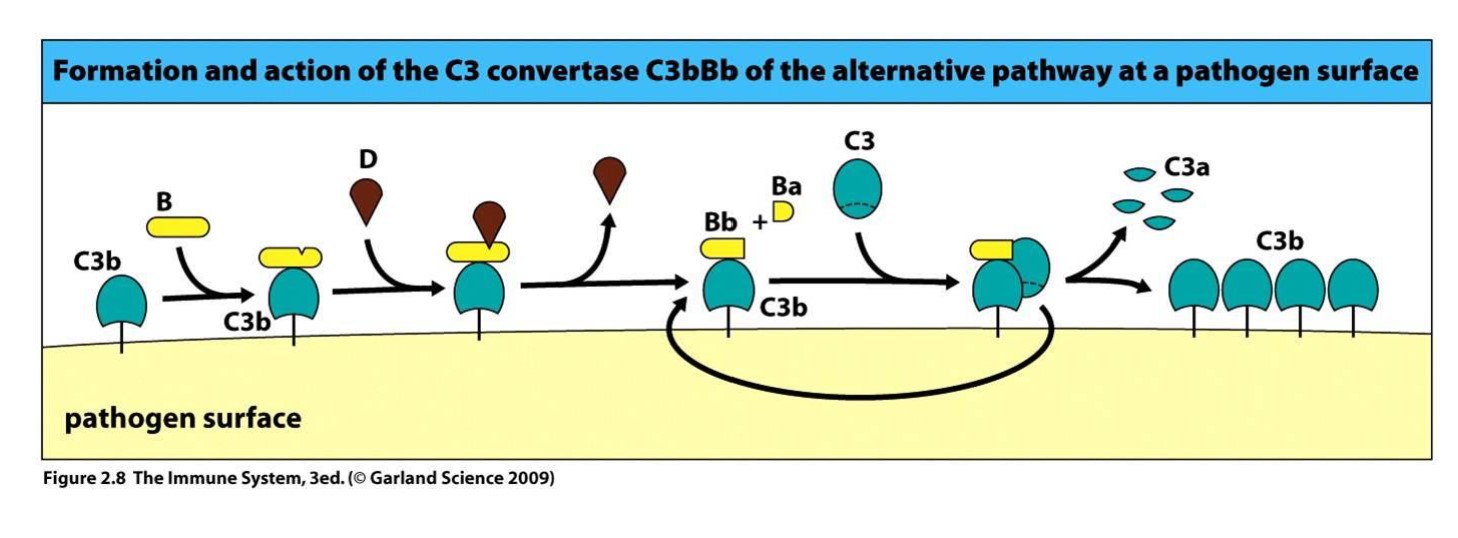 Formation and action of the C3 convertase C3bBb of the alternative pathway at a pathogen surface
C3b
B
C3b
D
Bb
+
Ba
C3b
C3
C3a
C3b
pathogen surface
Figure 2.8 The Immune System, 3ed. (© Garland Science 2009)